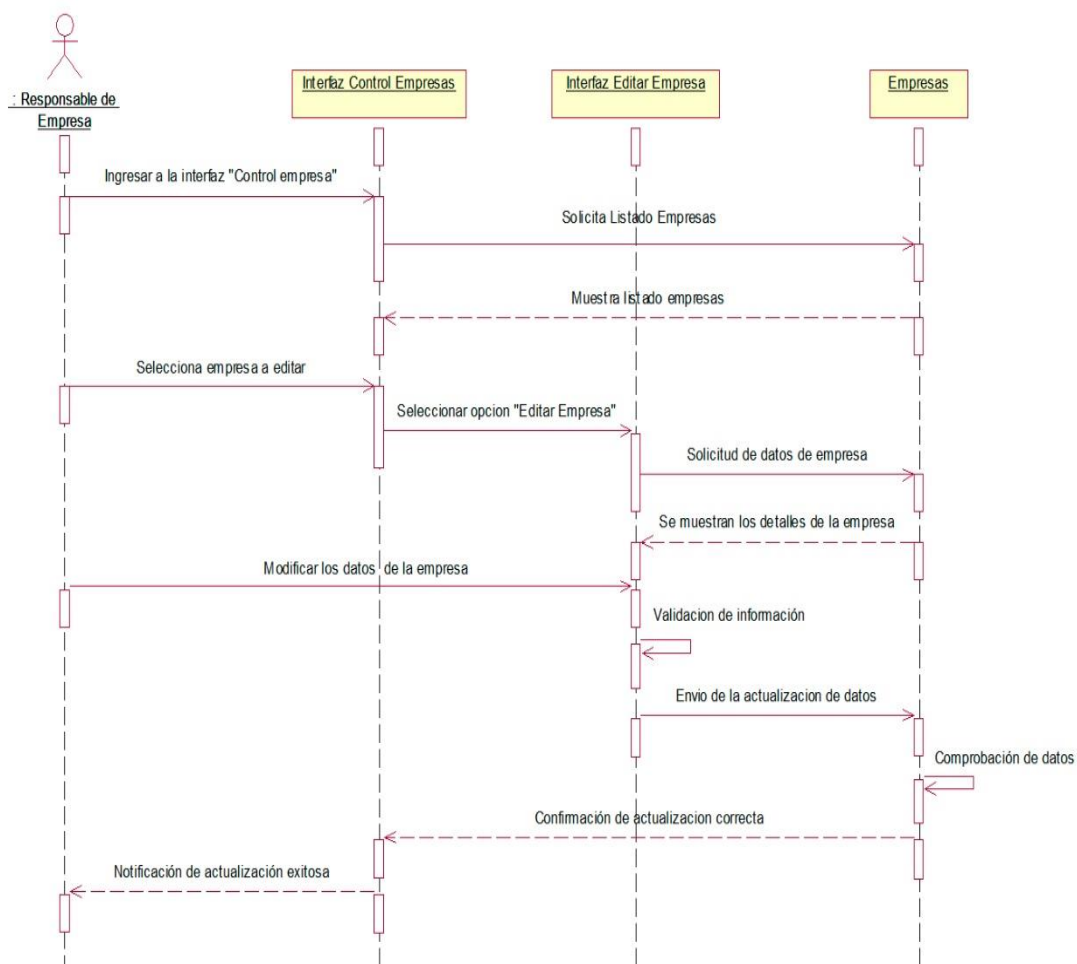 : Responsable de
Empresa
Interfaz Control Empresas
Interfaz Editar Empresa
Empresas
Ingresar a la interfaz "Control empresa"
Solicita Listado Empresas
Muestra listado empresas
Selecciona empresa a editar
Seleccionar opcion "Editar Empresa"
Solicitud de datos de empresa
Se muestran los detalles de la empresa
Modificar los datos de la empresa
Validacion de información
Envio de la actualizacion de datos
Comprobación de datos
Confirmación de actualizacion correcta
Notificación de actualización exitosa